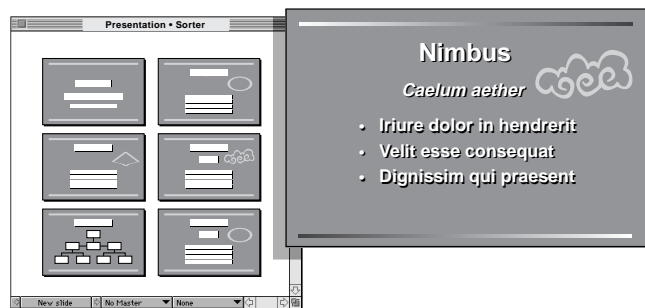 Presentation • Sorter
Nimbus
Caelum aether
• Iriure dolor in hendrerit
• Velit esse consequat
• Dignissim qui praesent
New slide No Master None